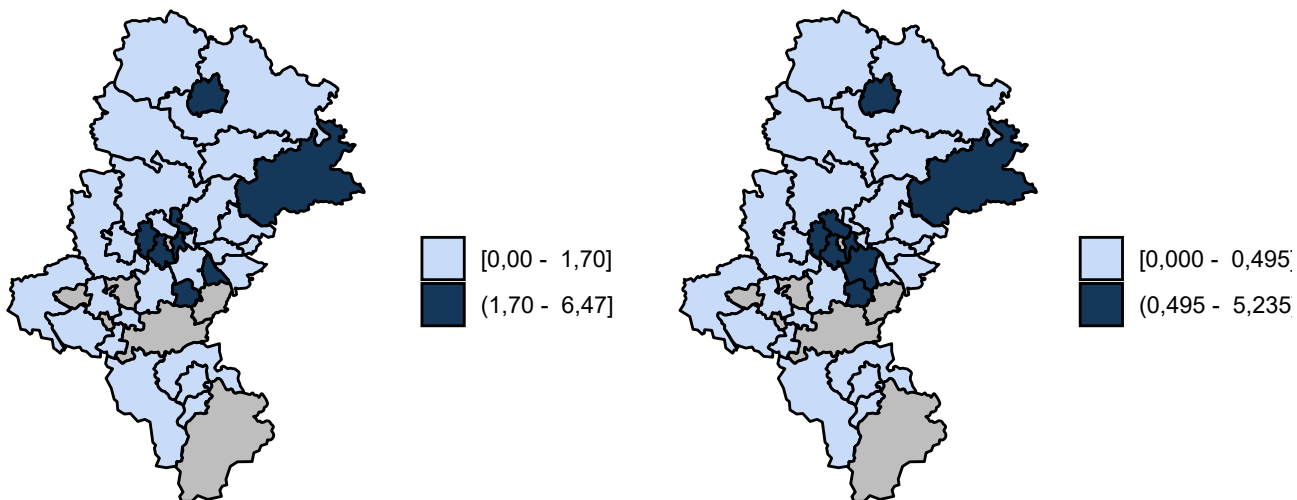 [0,00 -  1,70]
(1,70 -  6,47]
[0,000 -  0,495]
(0,495 -  5,235]